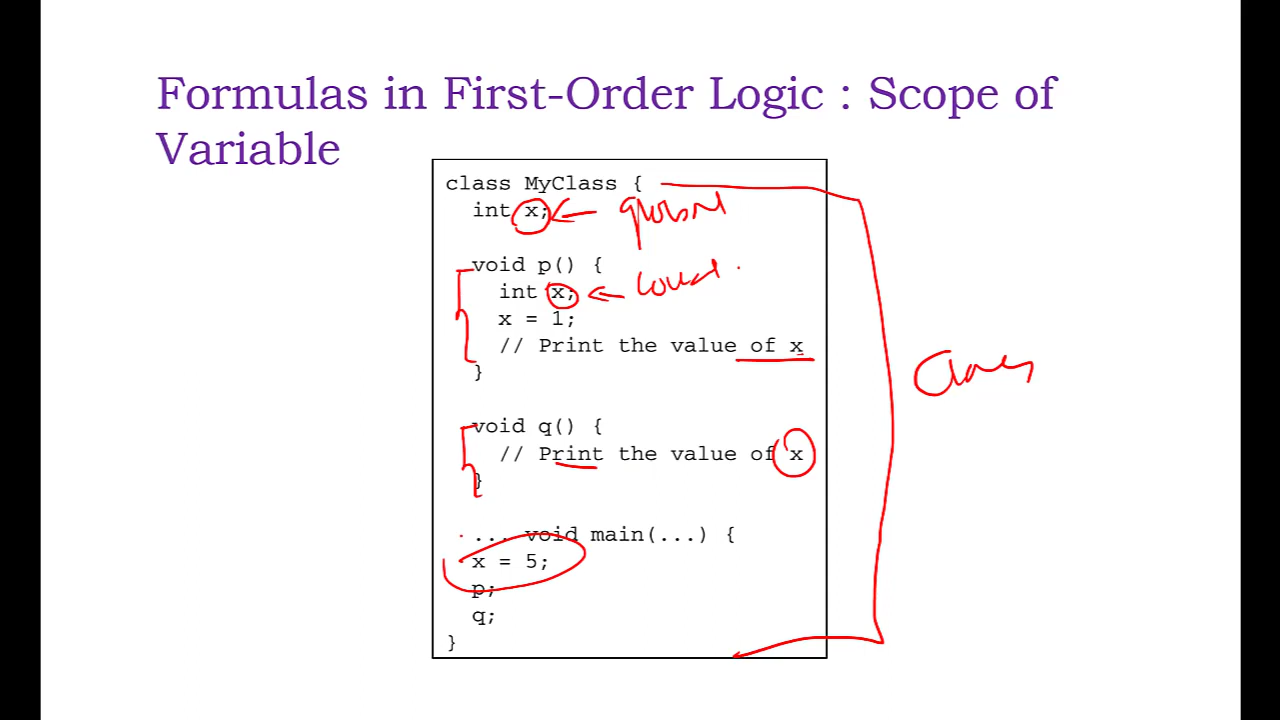 Formulas in First-Order Logic : Scope of
Variable
class MyClass {
int x;
global
void p() {
int x;
local
x = 1;
// Print the value of x
}
void q() {
// Print the value of x
}
... void main(...) {
x = 5;
p;
q;
}